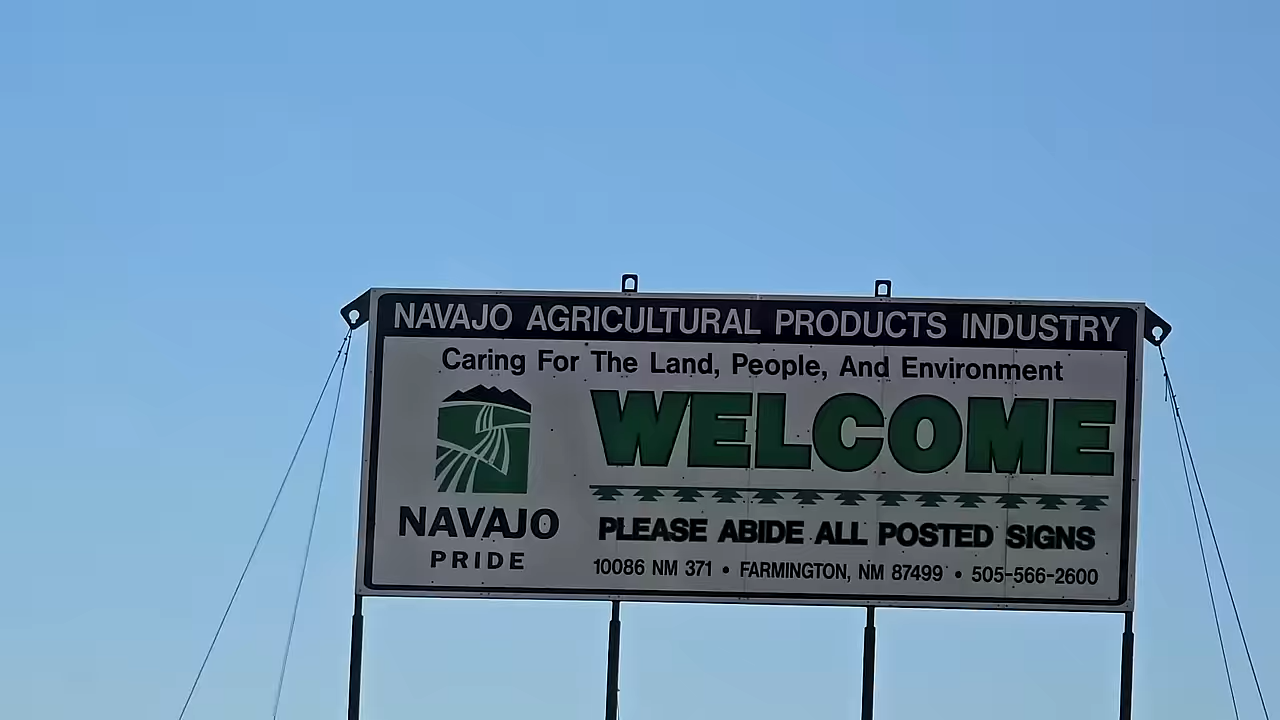 NAVAJO AGRICULTURAL PRODUCTS INDUSTRY
Caring For The Land, People, And Environment
WELCOME
NAVAJO
PRIDE
PLEASE ABIDE ALL POSTED SIGNS
10086 NM 371 • FARMINGTON, NM 87499 • 505-566-2600